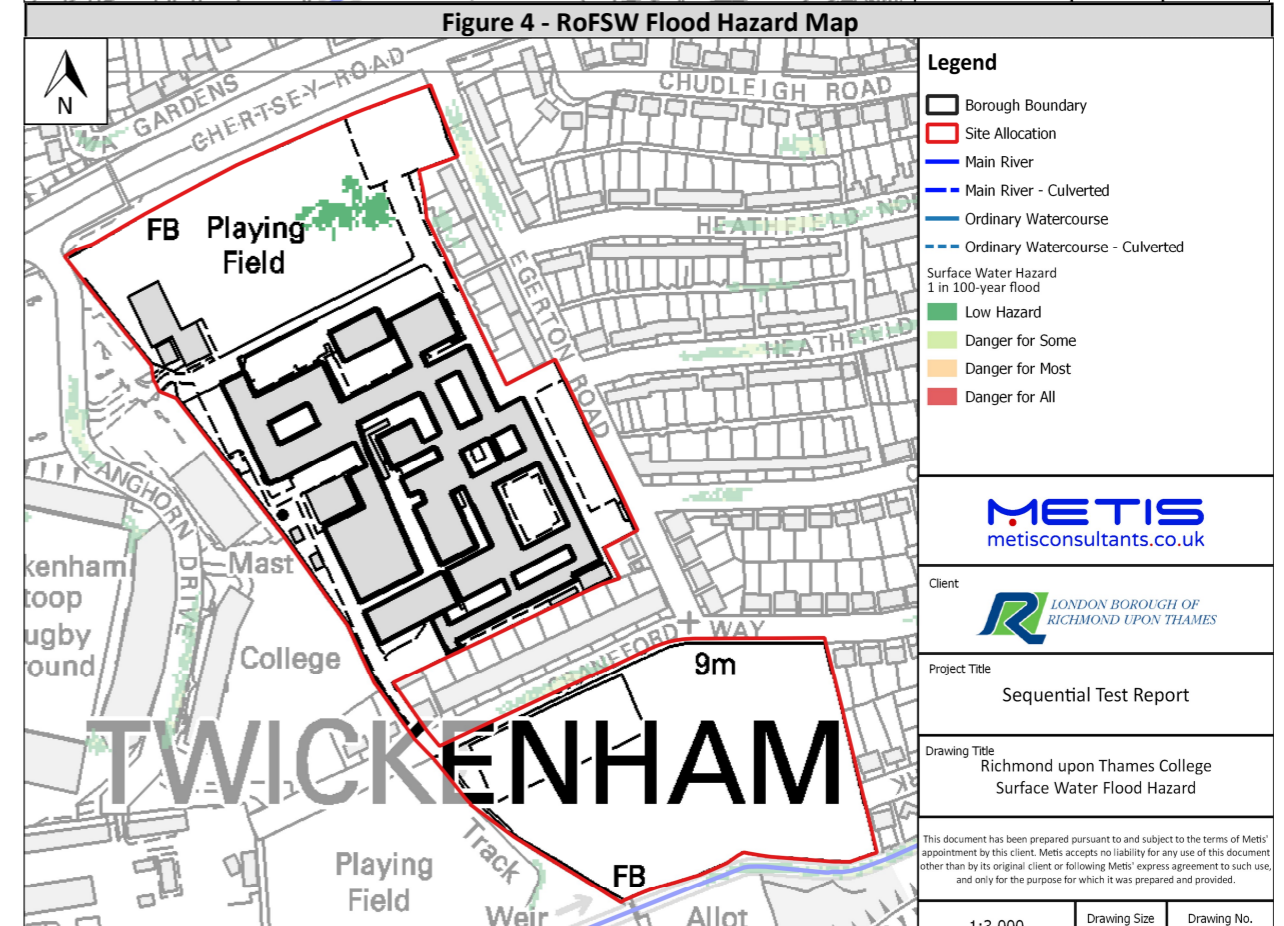 Figure 4 - RoFSW Flood Hazard Map
N
GARDENS
CHERTSEY ROAD
CHUDLEIGH ROAD
FB
Playing
Field
HEATHFIE
NO
EGERTON ROAD
HEATHFIE
LANGHORN DRIVE
Mast
kenham
toop
ugby
ound
College
CRANEFORD WAY
9m
TWICKENHAM
Track
Playing
Field
FB
Weir
Allot
Legend
Borough Boundary
Site Allocation
Main River
Main River - Culverted
Ordinary Watercourse
Ordinary Watercourse - Culverted
Surface Water Hazard
1 in 100-year flood
Low Hazard
Danger for Some
Danger for Most
Danger for All
METIS
metisconsultants.co.uk
Client
LONDON BOROUGH OF
RICHMOND UPON THAMES
Project Title
Sequential Test Report
Drawing Title
Richmond upon Thames College
Surface Water Flood Hazard
This document has been prepared pursuant to and subject to the terms of Metis'
appointment by this client. Metis accepts no liability for any use of this document
other than by its original client or following Metis' express agreement to such use,
and only for the purpose for which it was prepared and provided.
1:3,000
Drawing Size
Drawing No.